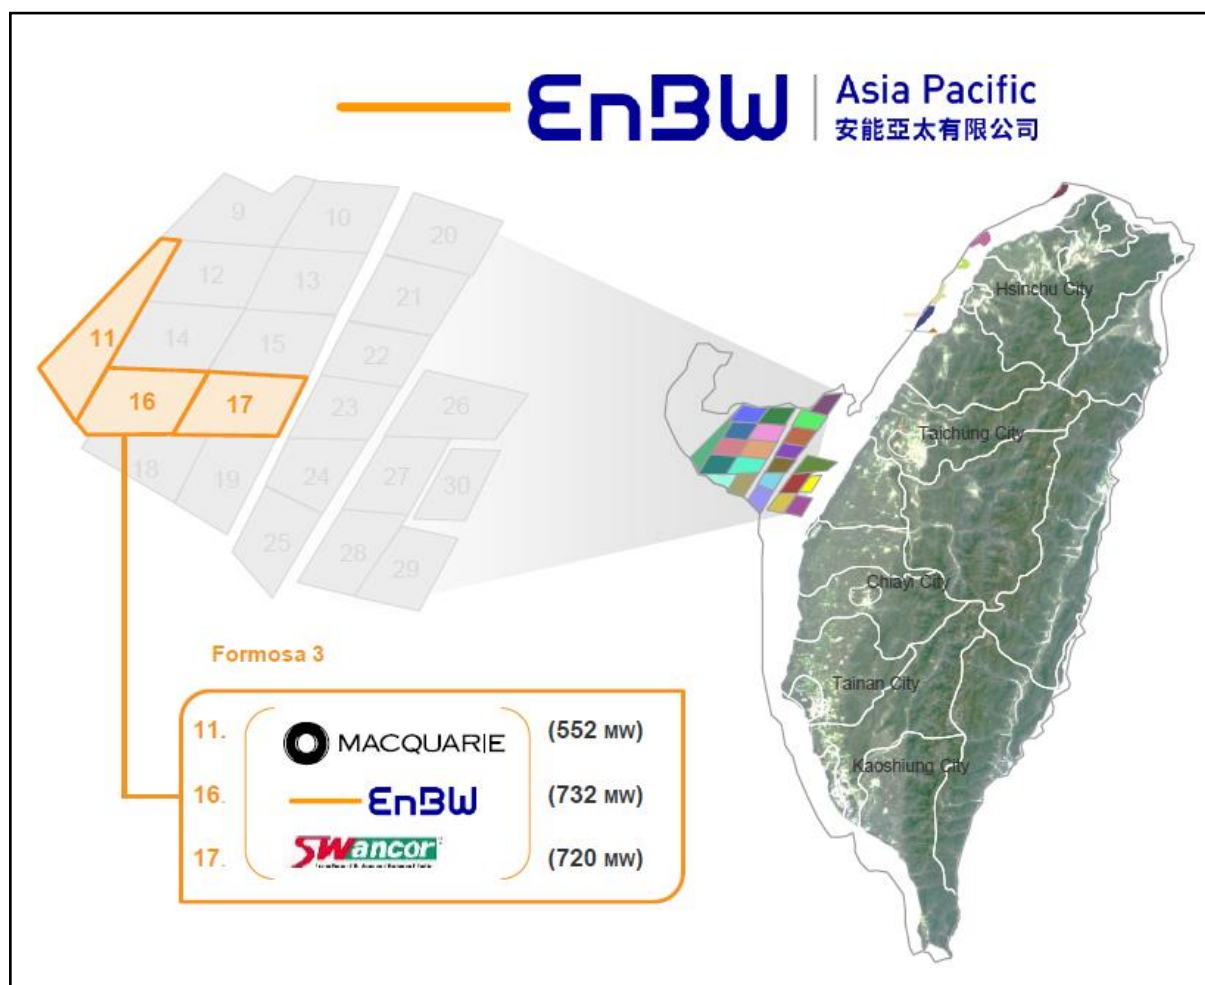 EnBW
Asia Pacific
安能亞太有限公司
9
10
20
11
12
13
21
14
15
22
16
17
23
26
18
19
24
27
30
25
28
29
Hsinchu City
Taichung City
Chiayi City
Tainan City
Kaoshiung City
Formosa 3
11. MACQUARIE (552 MW)
16. EnBW (732 MW)
17. SWancor (720 MW)